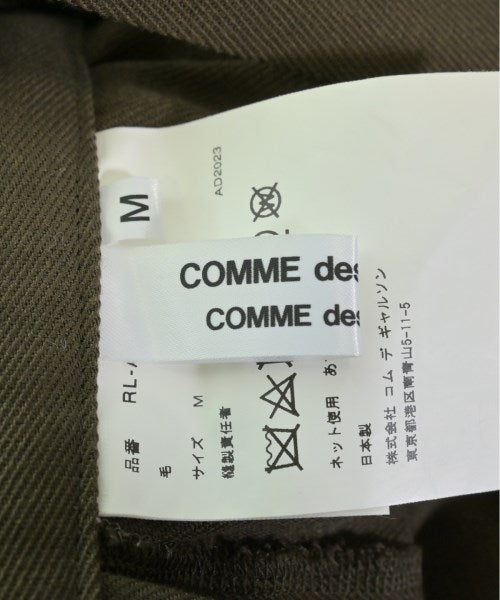 M
COMME des
COMME des
AD2023
品番 RL-
毛
サイズ M
縫製責任者
ネット使用 あ
日本製
株式会社 コム デ ギャルソン
東京都港区南青山5-11-5